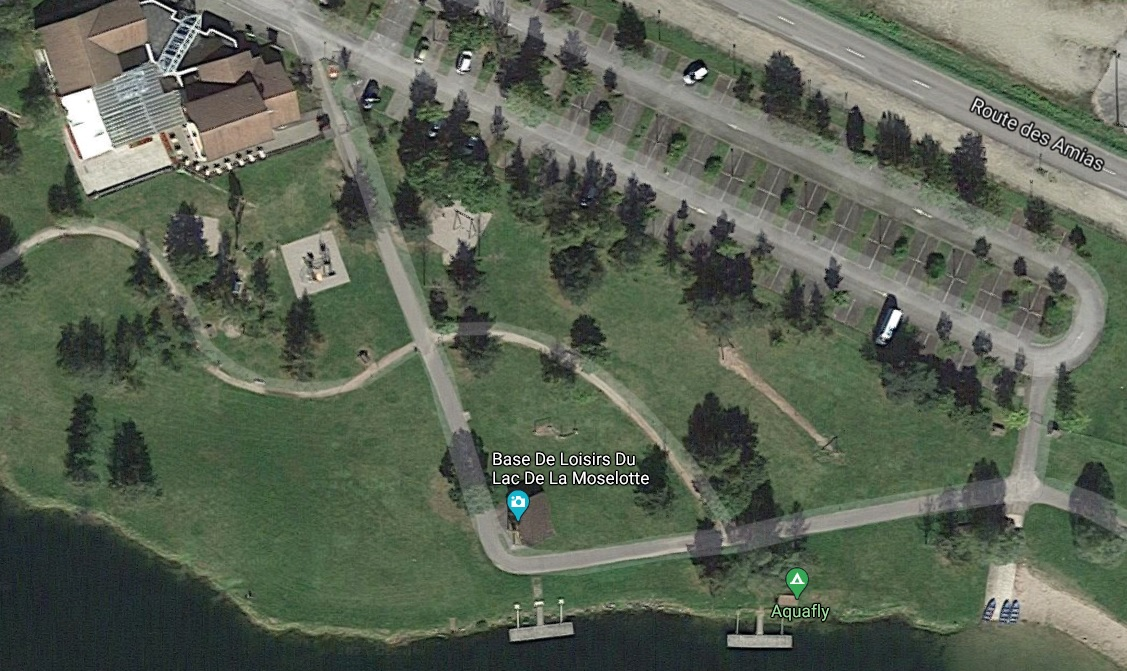 Route des Amias
Base De Loisirs Du
Lac De La Moselotte
Aquafly